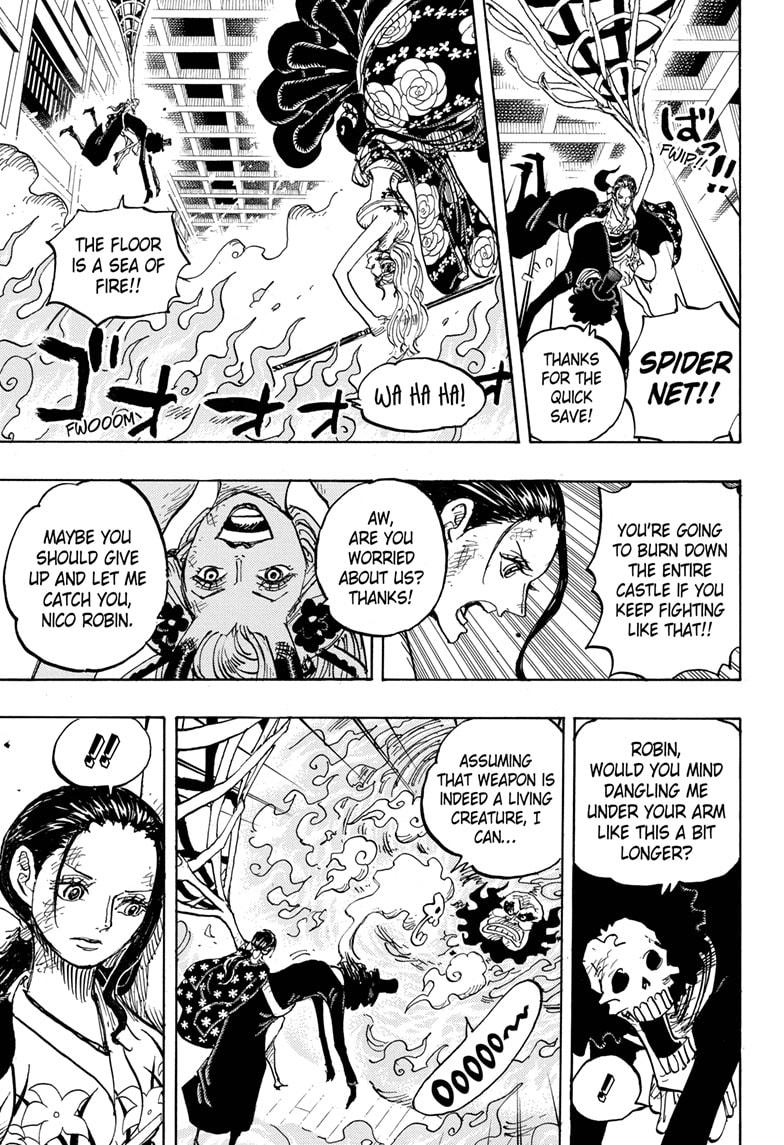 ばっ!!
FWIP!!
SPIDER
NET!!
THANKS
FOR THE
QUICK
SAVE!
THE FLOOR
IS A SEA OF
FIRE!!
WA HA HA!
ゴオオオオ
FWOOOM
YOU'RE GOING
TO BURN DOWN
THE ENTIRE
CASTLE IF YOU
KEEP FIGHTING
LIKE THAT!!
AW,
ARE YOU
WORRIED
ABOUT US?
THANKS!
MAYBE YOU
SHOULD GIVE
UP AND LET ME
CATCH YOU,
NICO ROBIN.
ROBIN,
WOULD YOU MIND
DANGLING ME
UNDER YOUR ARM
LIKE THIS A BIT
LONGER?
!!
ASSUMING
THAT WEAPON IS
INDEED A LIVING
CREATURE, I
CAN...
OOOOO~
!!